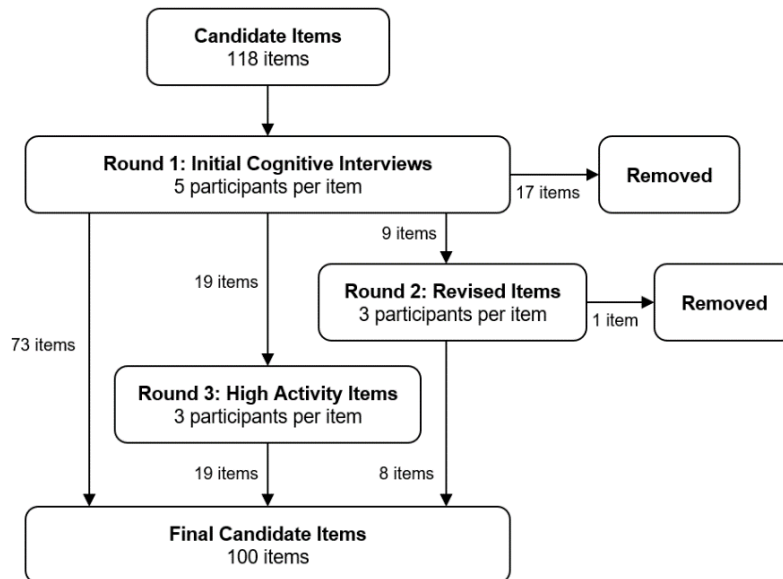 Candidate Items
118 items
Round 1: Initial Cognitive Interviews
5 participants per item
17 items
Removed
9 items
19 items
Round 2: Revised Items
3 participants per item
1 item
Removed
73 items
Round 3: High Activity Items
3 participants per item
19 items
8 items
Final Candidate Items
100 items